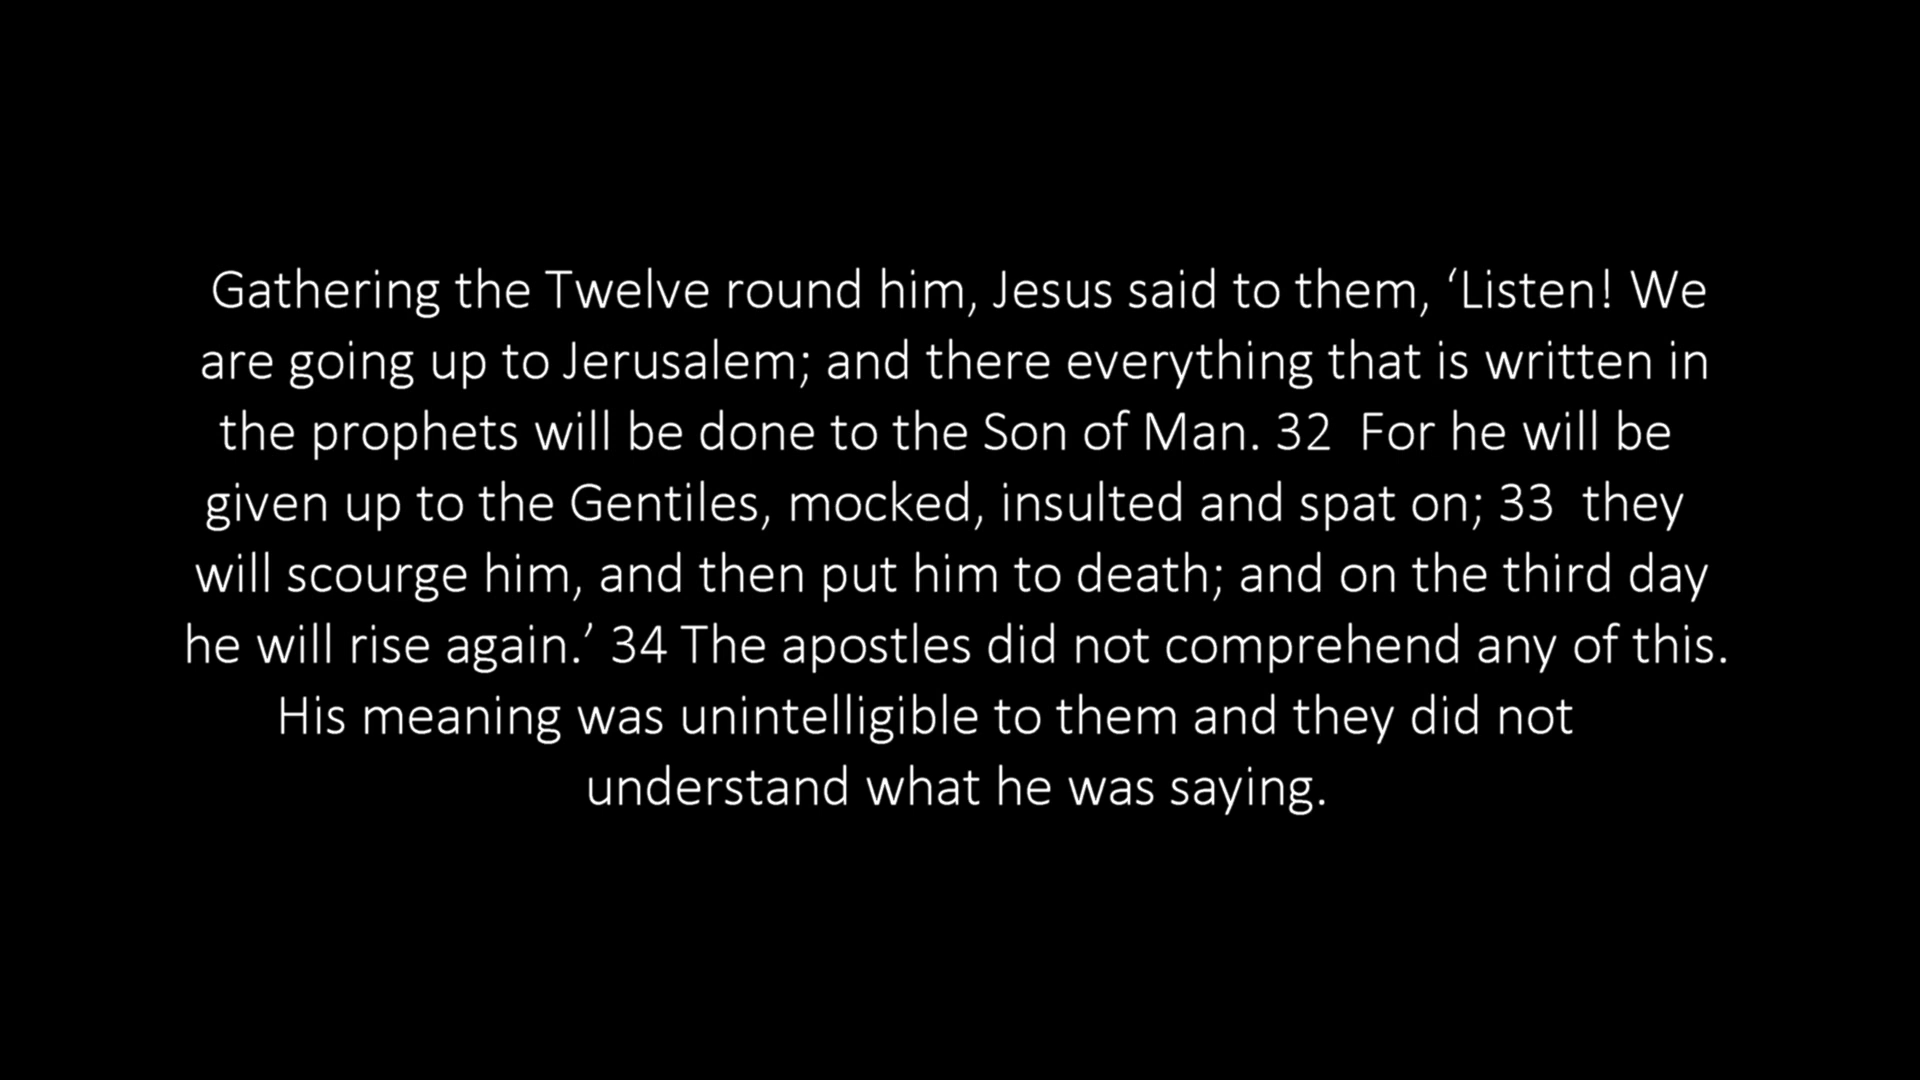 Gathering the Twelve round him, Jesus said to them, ‘Listen! We
are going up to Jerusalem; and there everything that is written in
the prophets will be done to the Son of Man. 32  For he will be
given up to the Gentiles, mocked, insulted and spat on; 33  they
will scourge him, and then put him to death; and on the third day
he will rise again.’ 34 The apostles did not comprehend any of this.
His meaning was unintelligible to them and they did not
understand what he was saying.